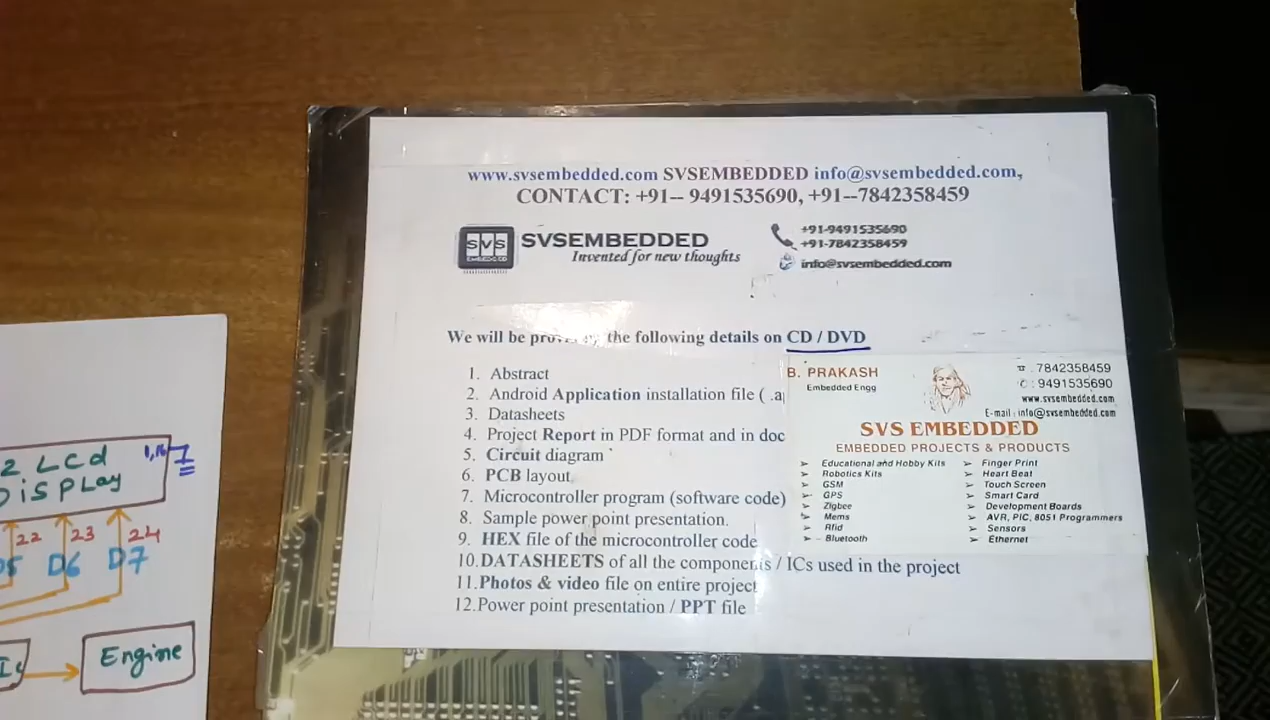 www.svsembedded.com SVSEMBEDDED info@svsembedded.com,
CONTACT: +91-- 9491535690, +91--7842358459
SVS
EMBEDDED
SVSEMBEDDED
Invented for new thoughts
+91-9491535690
+91-7842358459
info@svsembedded.com
We will be the following details on CD / DVD
1. Abstract
2. Android Application installation file ( .a
3. Datasheets
4. Project Report in PDF format and in doc
5. Circuit diagram
6. PCB layout
7. Microcontroller program (software code)
8. Sample power point presentation.
9. HEX file of the microcontroller code
10.DATASHEETS of all the components / ICs used in the project
11.Photos & video file on entire project
12.Power point presentation / PPT file
B. PRAKASH
Embedded Engg
7842358459
: 9491535690
www.svsembedded.com
E-mail : info@svsembedded.com
SVS EMBEDDED
EMBEDDED PROJECTS & PRODUCTS
Educational and Hobby Kits
Robotics Kits
GSM
GPS
Zigbee
Mems
Rfid
Bluetooth
Finger Print
Heart Beat
Touch Screen
Smart Card
Development Boards
AVR, PIC, 8051 Programmers
Sensors
Ethernet
2 Lcd
Display
1,16
22 23 24
D5 D6 D7
Engine